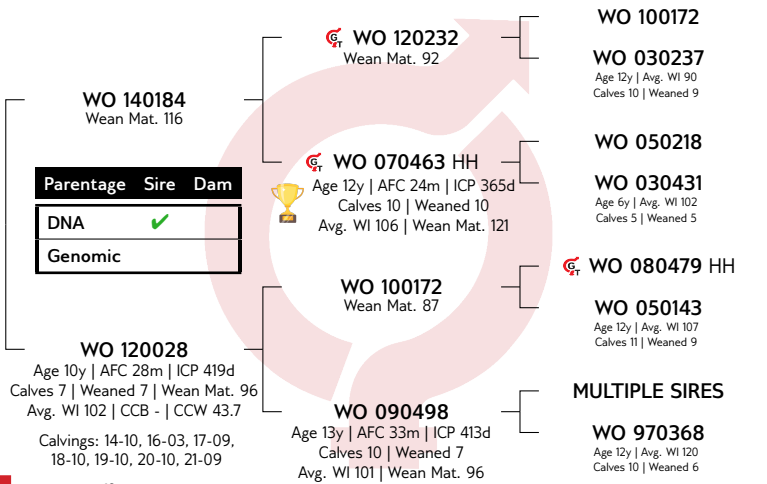 WO 140184
Wean Mat. 116
Parentage Sire Dam
DNA ✔
Genomic
WO 120028
Age 10y | AFC 28m | ICP 419d
Calves 7 | Weaned 7 | Wean Mat. 96
Avg. WI 102 | CCB - | CCW 43.7
Calvings: 14-10, 16-03, 17-09,
18-10, 19-10, 20-10, 21-09
GT WO 120232
Wean Mat. 92
GT WO 070463 HH
Age 12y | AFC 24m | ICP 365d
Calves 10 | Weaned 10
Avg. WI 106 | Wean Mat. 121
WO 100172
Wean Mat. 87
WO 090498
Age 13y | AFC 33m | ICP 413d
Calves 10 | Weaned 7
Avg. WI 101 | Wean Mat. 96
WO 100172
WO 030237
Age 12y | Avg. WI 90
Calves 10 | Weaned 9
WO 050218
WO 030431
Age 6y | Avg. WI 102
Calves 5 | Weaned 5
GT WO 080479 HH
WO 050143
Age 12y | Avg. WI 107
Calves 11 | Weaned 9
MULTIPLE SIRES
WO 970368
Age 12y | Avg. WI 120
Calves 10 | Weaned 6